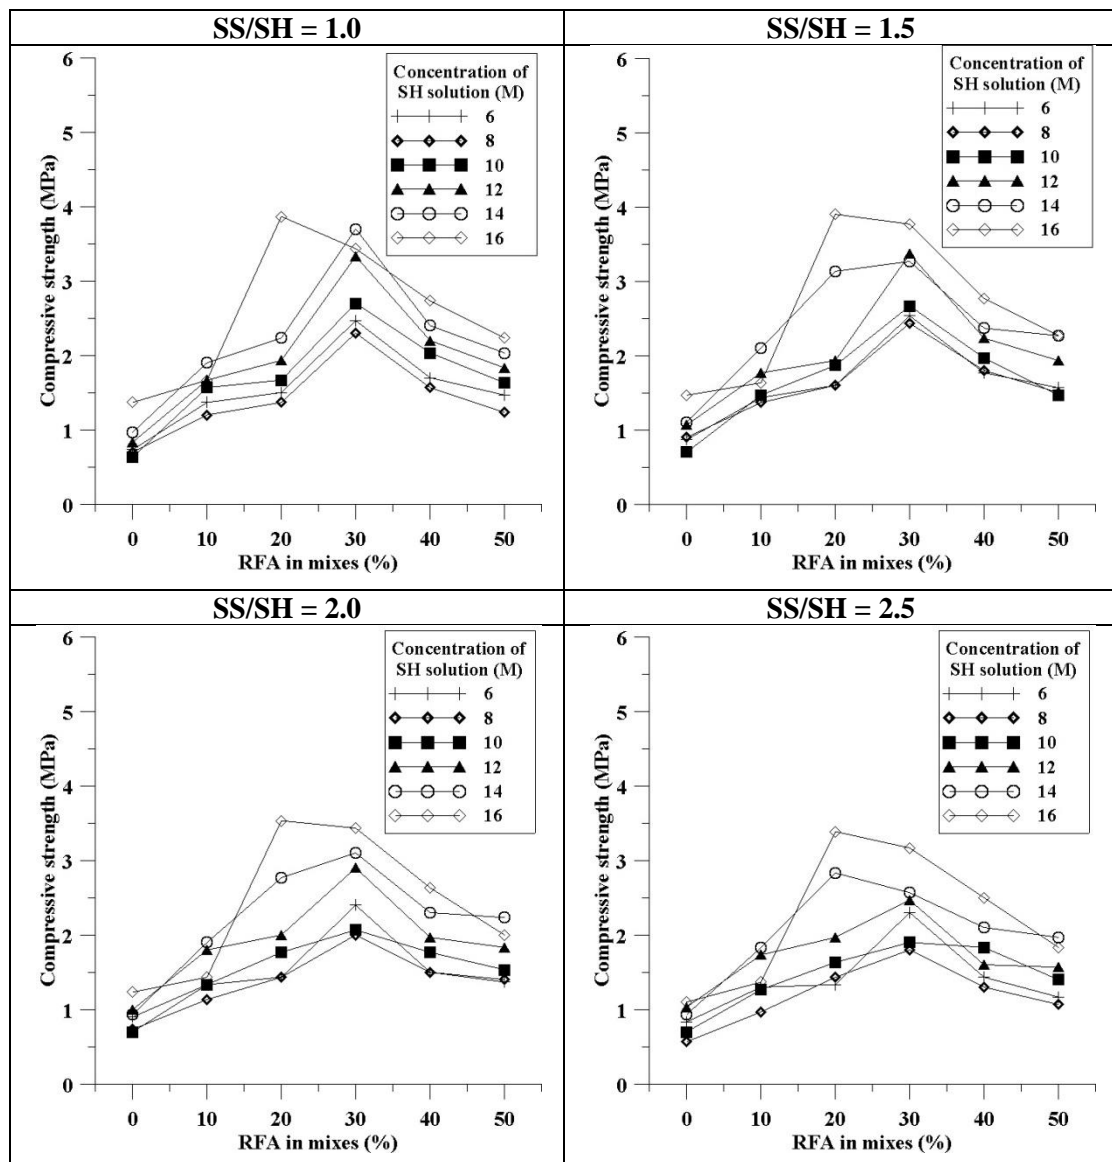 SS/SH = 1.0
6
5
4
3
2
1
0
Compressive strength (MPa)
Concentration of
SH solution (M)
6
8
10
12
14
16
0 10 20 30 40 50
RFA in mixes (%)
SS/SH = 1.5
6
5
4
3
2
1
0
Compressive strength (MPa)
Concentration of
SH solution (M)
6
8
10
12
14
16
0 10 20 30 40 50
RFA in mixes (%)
SS/SH = 2.0
6
5
4
3
2
1
0
Compressive strength (MPa)
Concentration of
SH solution (M)
6
8
10
12
14
16
0 10 20 30 40 50
RFA in mixes (%)
SS/SH = 2.5
6
5
4
3
2
1
0
Compressive strength (MPa)
Concentration of
SH solution (M)
6
8
10
12
14
16
0 10 20 30 40 50
RFA in mixes (%)